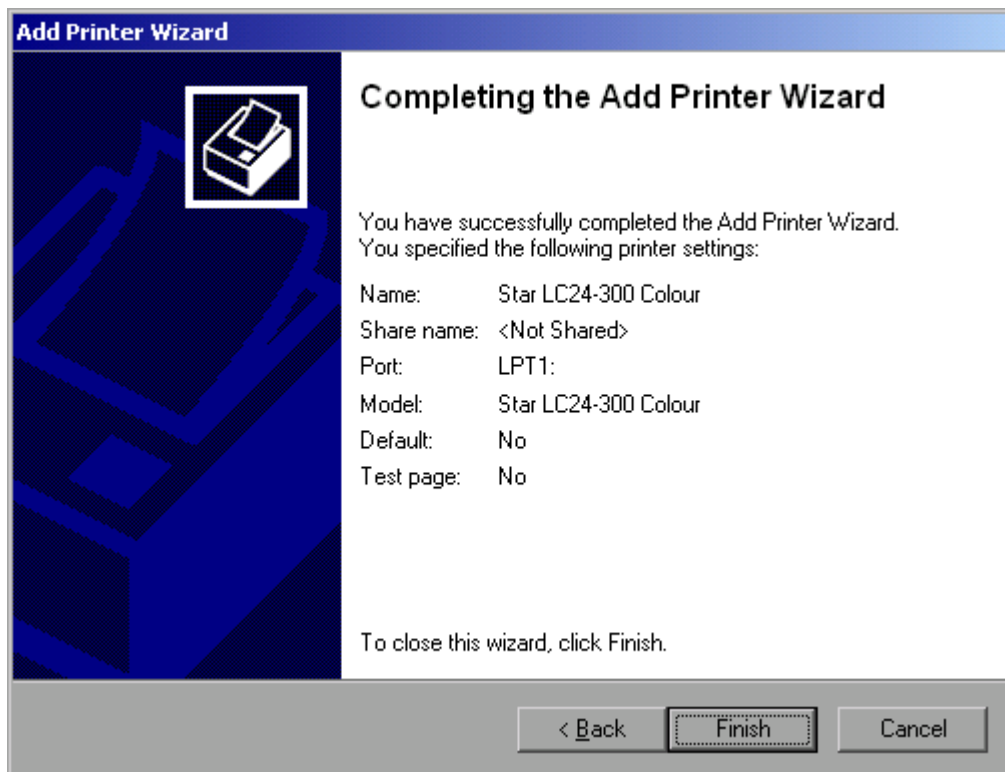 Add Printer Wizard
Completing the Add Printer Wizard
You have successfully completed the Add Printer Wizard.
You specified the following printer settings:
Name: Star LC24-300 Colour
Share name: <Not Shared>
Port: LPT1:
Model: Star LC24-300 Colour
Default: No
Test page: No
To close this wizard, click Finish.
< Back Finish Cancel